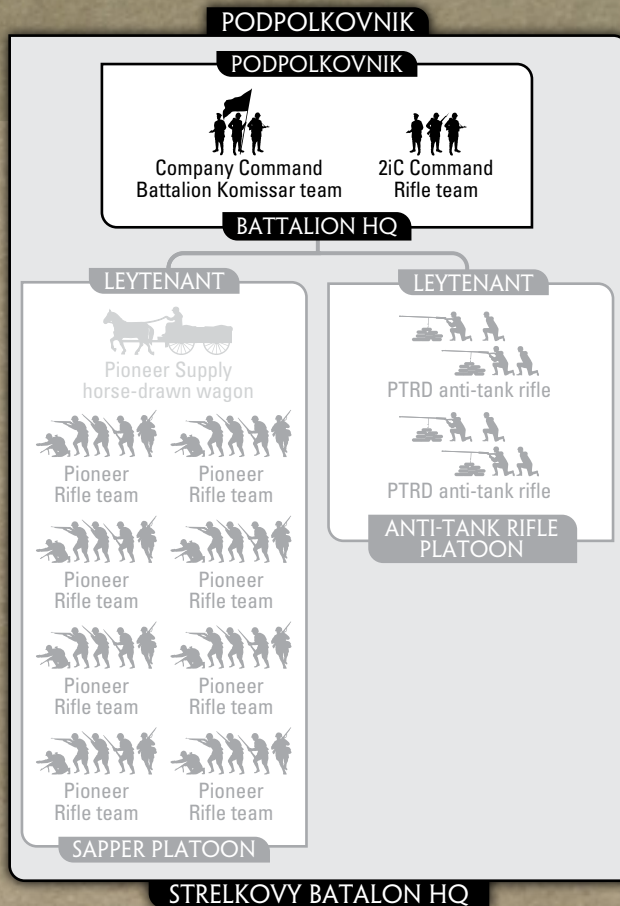 PODPOLKOVNIK
PODPOLKOVNIK
Company Command
Battalion Komissar team
2iC Command
Rifle team
BATTALION HQ
LEYTENANT
Pioneer Supply
horse-drawn wagon
Pioneer
Rifle team
Pioneer
Rifle team
Pioneer
Rifle team
Pioneer
Rifle team
Pioneer
Rifle team
Pioneer
Rifle team
Pioneer
Rifle team
Pioneer
Rifle team
SAPPER PLATOON
LEYTENANT
PTRD anti-tank rifle
PTRD anti-tank rifle
ANTI-TANK RIFLE
PLATOON
STRELKOVY BATALON HQ